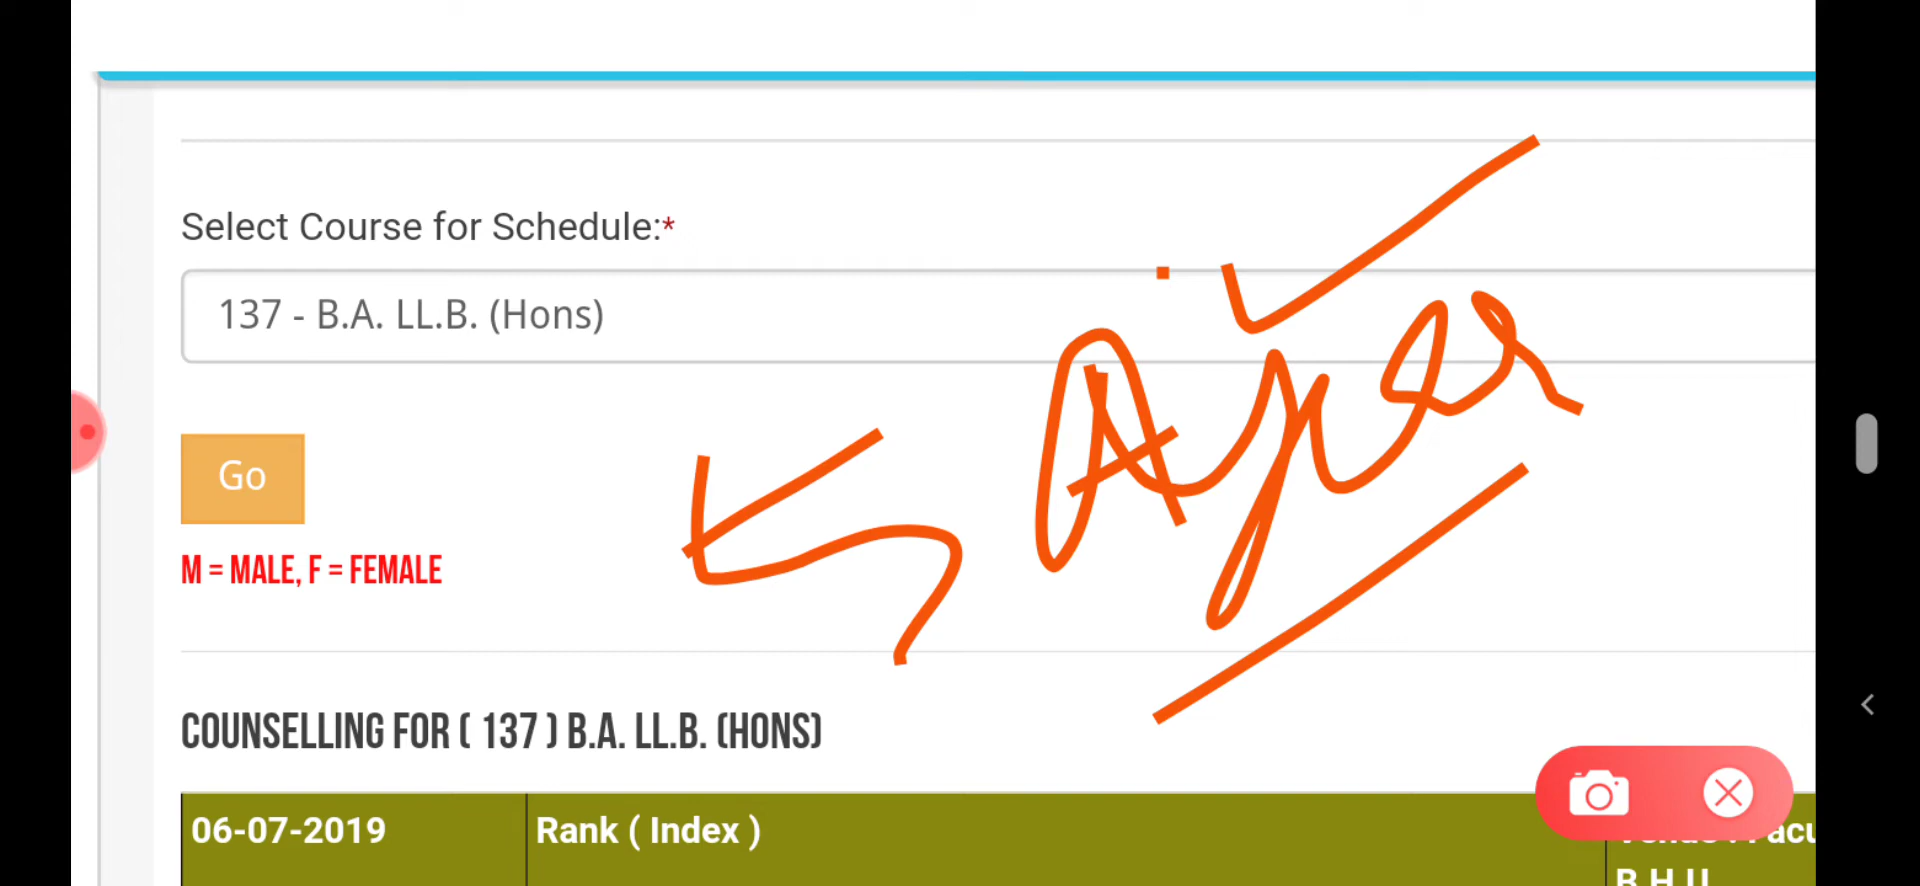 Select Course for Schedule:*
137 - B.A. LL.B. (Hons)
Go
M = MALE, F = FEMALE
COUNSELLING FOR ( 137 ) B.A. LL.B. (HONS)
06-07-2019
Rank ( Index )
B.H.U